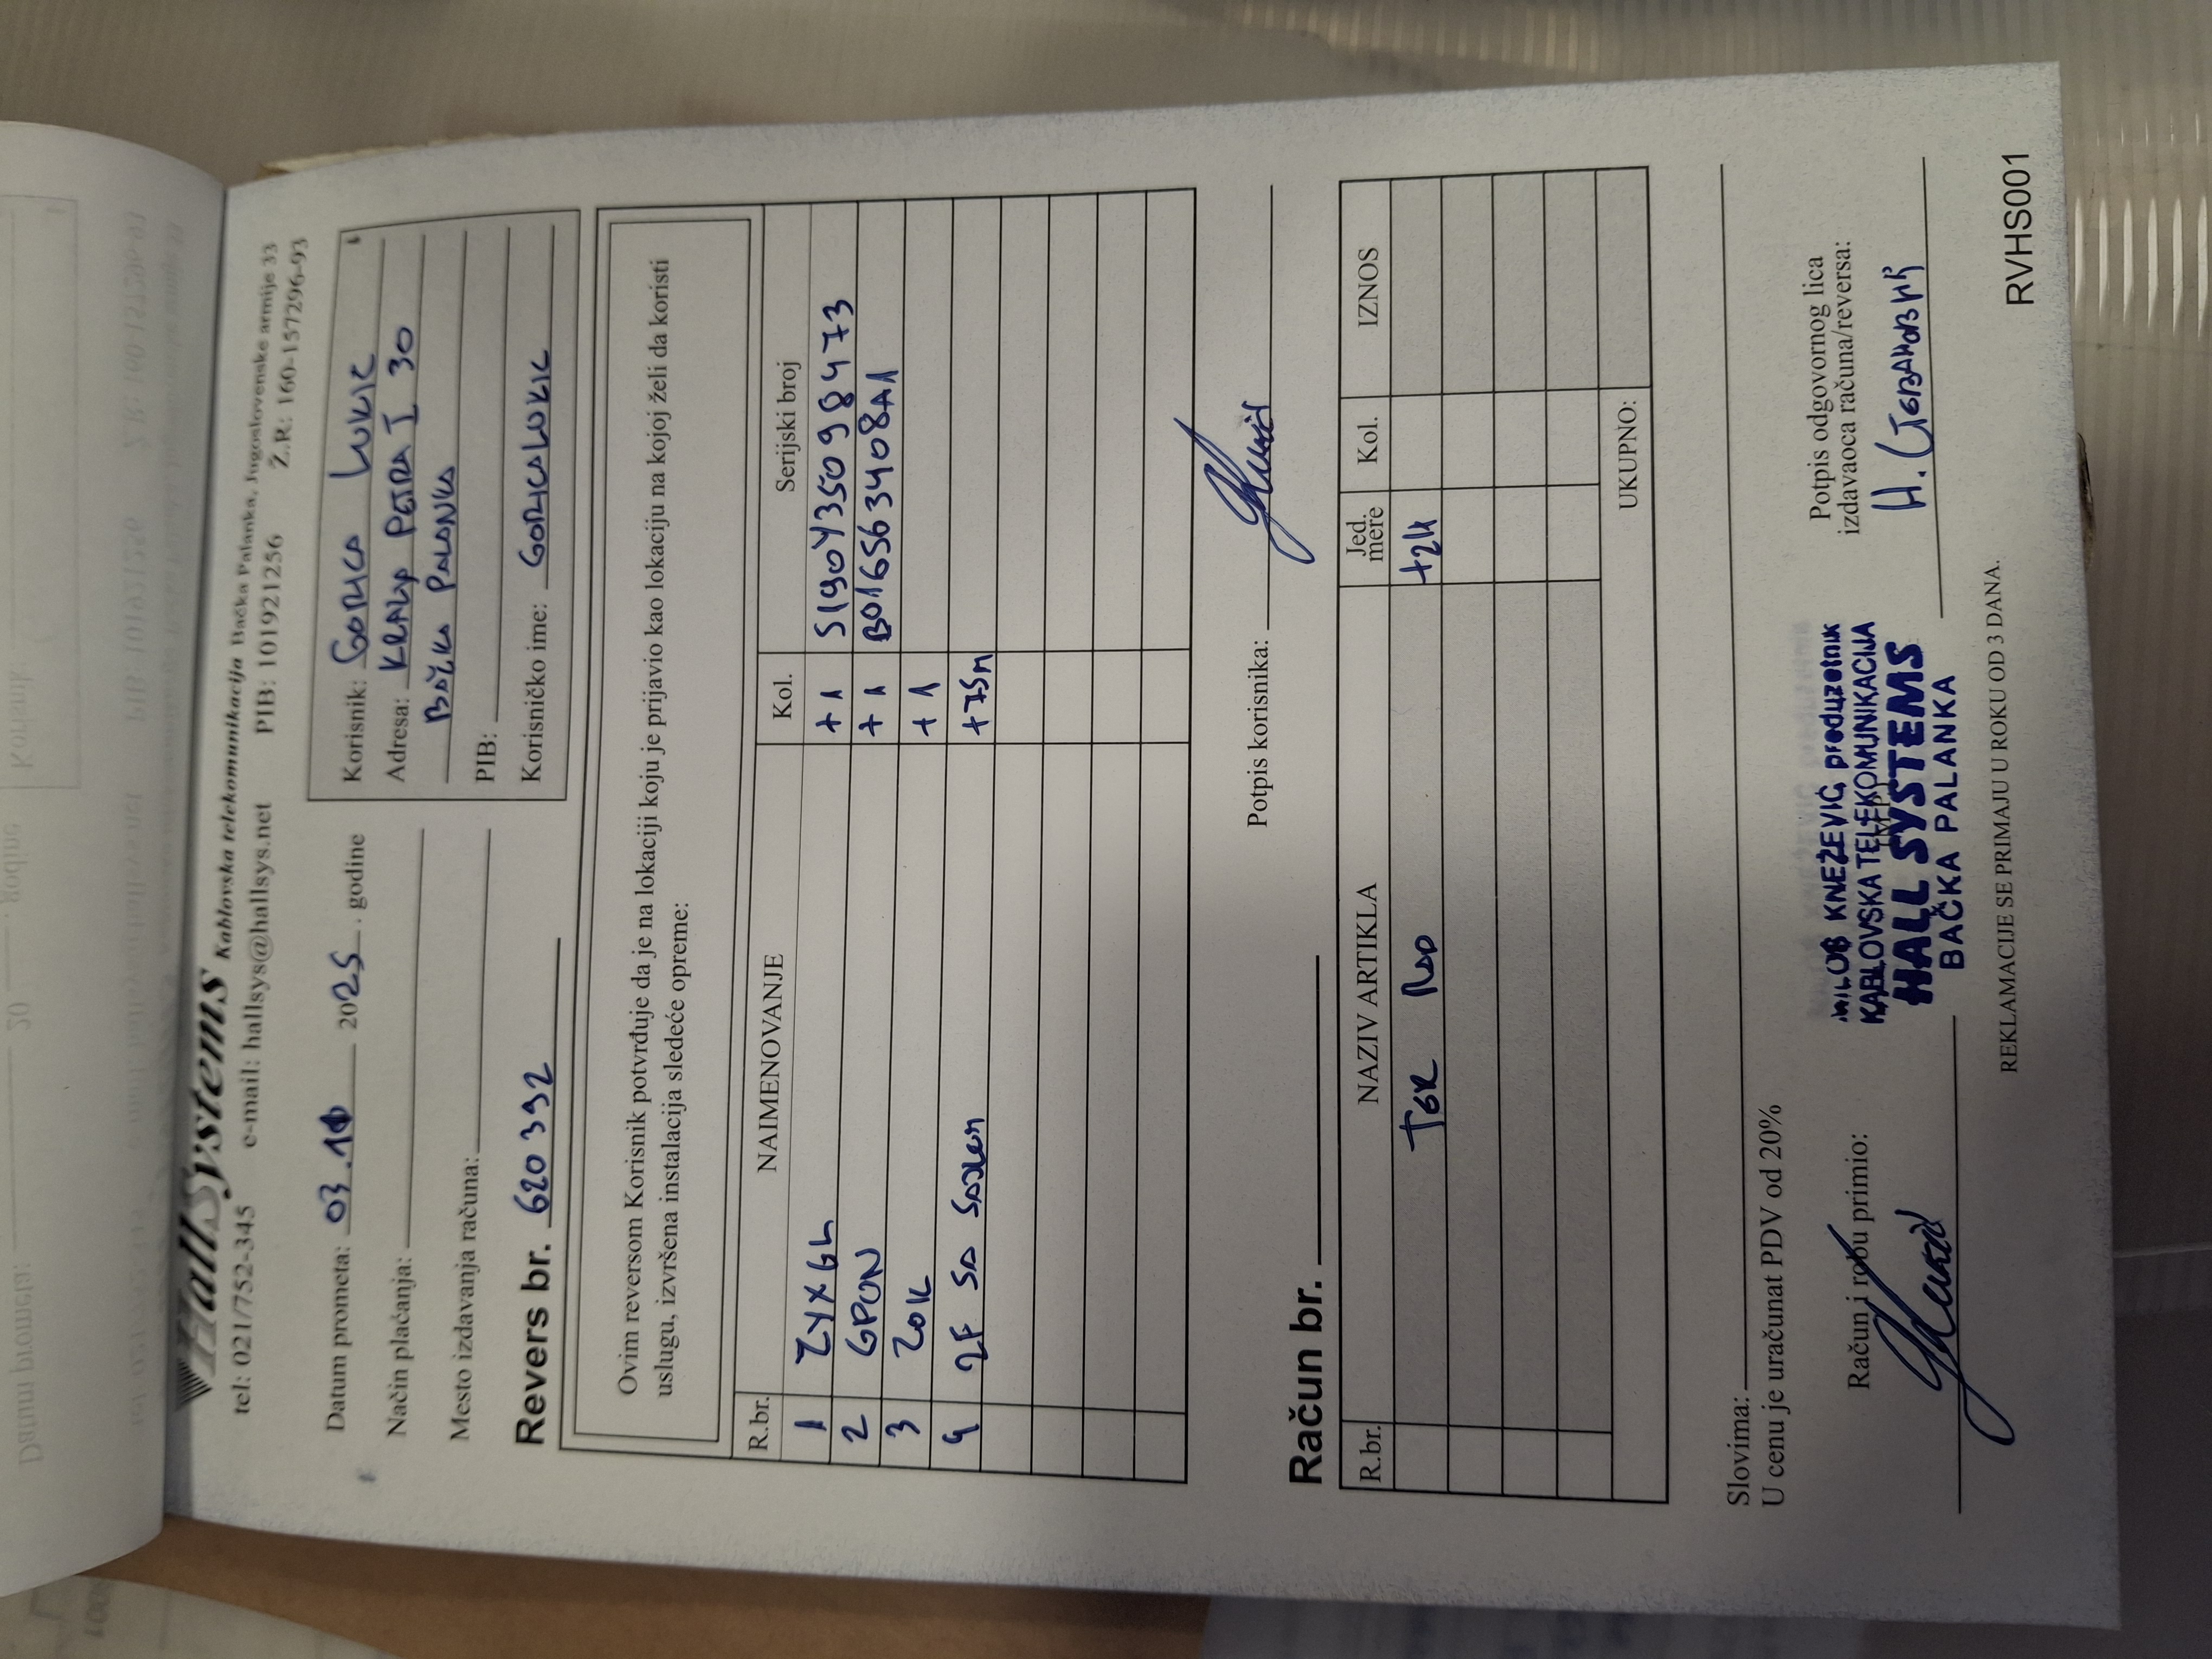 HallSystems Kablovska telekomunikacija Bačka Palanka, Jugoslovenske armije 33
tel: 021/752-345 e-mail: hallsys@hallsys.net PIB: 101921256 Ž.R.: 160-157296-93
Datum prometa: 03.10 2025. godine
Način plaćanja:
Mesto izdavanja računa:
Korisnik: GORICA LUKIC
Adresa: KRALJA PETRA I 30
BAČKA PALANKA
PIB:
Korisničko ime: GORICALUKIC
Revers br. 620392
Ovim reversom Korisnik potvrđuje da je na lokaciji koju je prijavio kao lokaciju na kojoj želi da koristi
uslugu, izvršena instalacija sledeće opreme:
R.br. NAIMENOVANJE Kol. Serijski broj
1 ZYXEL +1 S190Y35098473
2 GPON +1 B016563408A1
3 ZOK +1
4 2F SA SAJLOM +75m
Potpis korisnika:
Račun br.
R.br. NAZIV ARTIKLA Jed. mere Kol. IZNOS
TEK RAD +2h
UKUPNO:
Slovima:
U cenu je uračunat PDV od 20%
Račun i robu primio:
MILOŠ KNEŽEVIĆ, preduzetnik
KABLOVSKA TELEKOMUNIKACIJA
HALL SYSTEMS
BAČKA PALANKA
Potpis odgovornog lica
izdavaoca računa/reversa:
REKLAMACIJE SE PRIMAJU U ROKU OD 3 DANA.
RVHS001